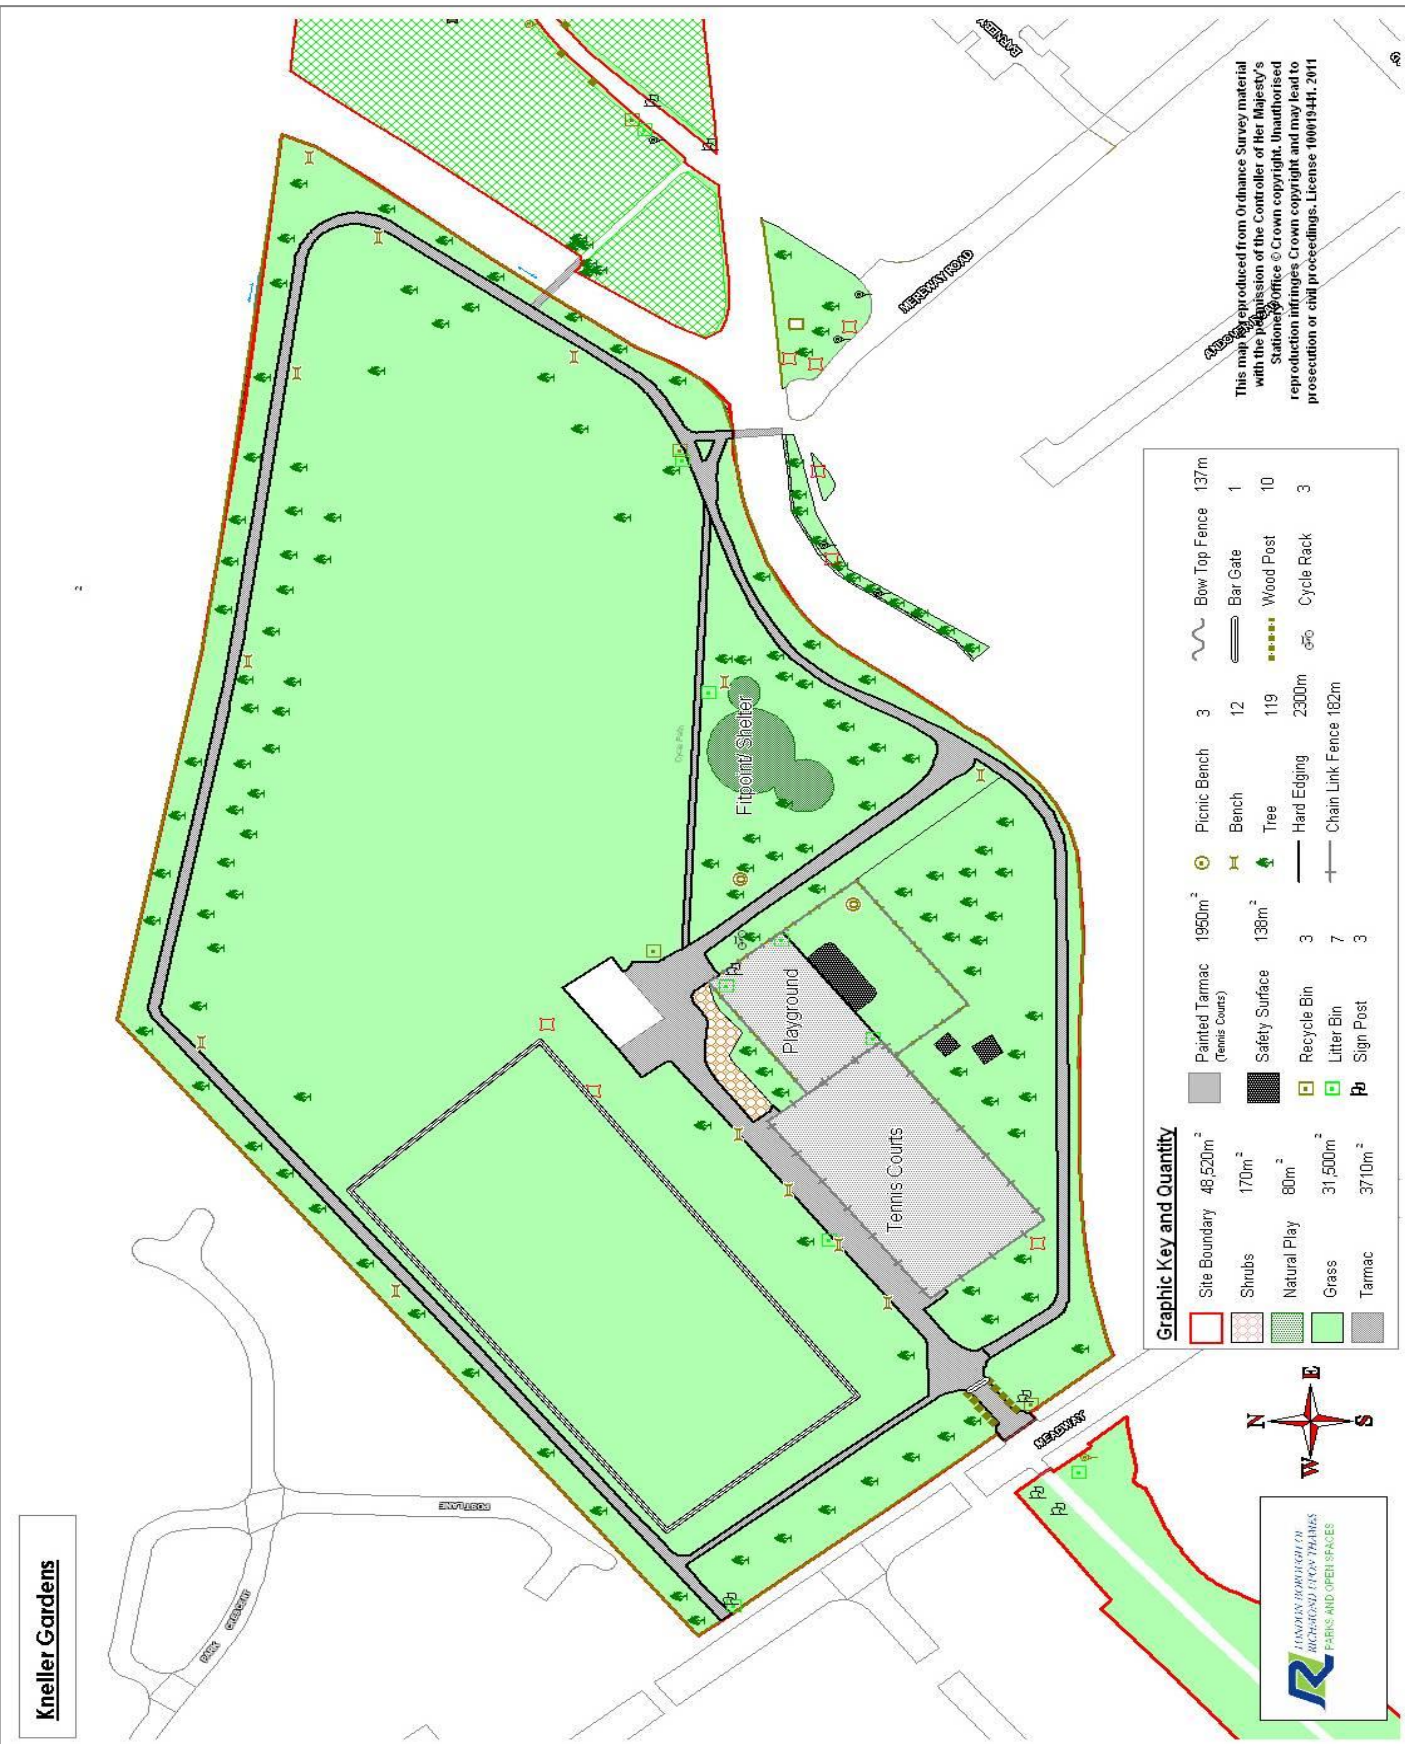 Kneller Gardens
PARK
CRESCENT
POST LANE
2
Cycle Path
Fitpoint/ Shelter
Playground
Tennis Courts
MEADWAY
MEREWAY ROAD
This map is reproduced from Ordnance Survey material
with the permission of the Controller of Her Majesty's
Stationery Office © Crown copyright. Unauthorised
reproduction infringes Crown copyright and may lead to
prosecution or civil proceedings. License 100019441. 2011
Graphic Key and Quantity
Site Boundary 48,520m²
Shrubs 170m²
Natural Play 80m²
Grass 31,500m²
Tarmac 3710m²
Painted Tarmac 1950m²
(Tennis Courts)
Safety Surface 138m²
Recycle Bin 3
Litter Bin 7
Sign Post 3
Picnic Bench 3
Bench 12
Tree 119
Hard Edging 2300m
Chain Link Fence 182m
Bow Top Fence 137m
Bar Gate 1
Wood Post 10
Cycle Rack 3
N
W E
S
LONDON BOROUGH OF
RICHMOND UPON THAMES
PARKS AND OPEN SPACES